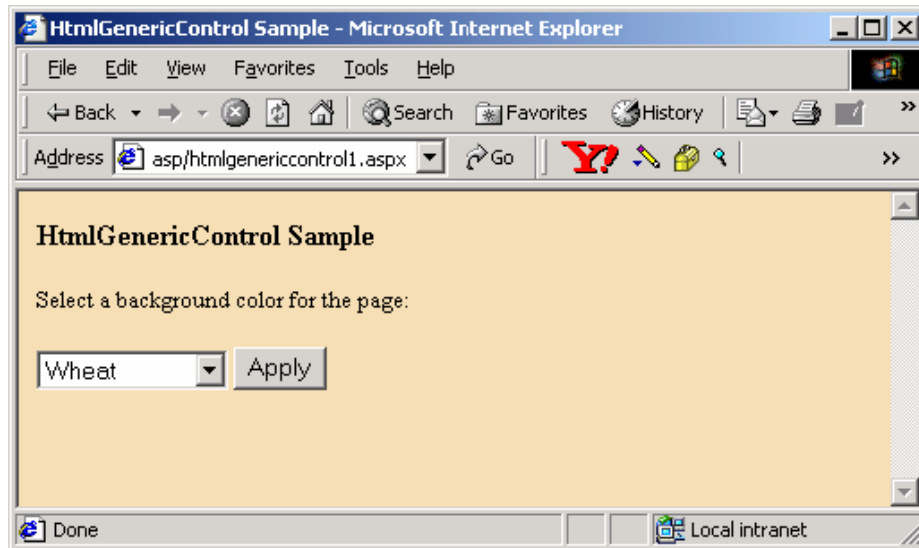 HtmlGenericControl Sample - Microsoft Internet Explorer
File Edit View Favorites Tools Help
Back Search Favorites History »
Address asp/htmlgenericcontrol1.aspx Go Y! »
HtmlGenericControl Sample
Select a background color for the page:
Wheat Apply
Done Local intranet